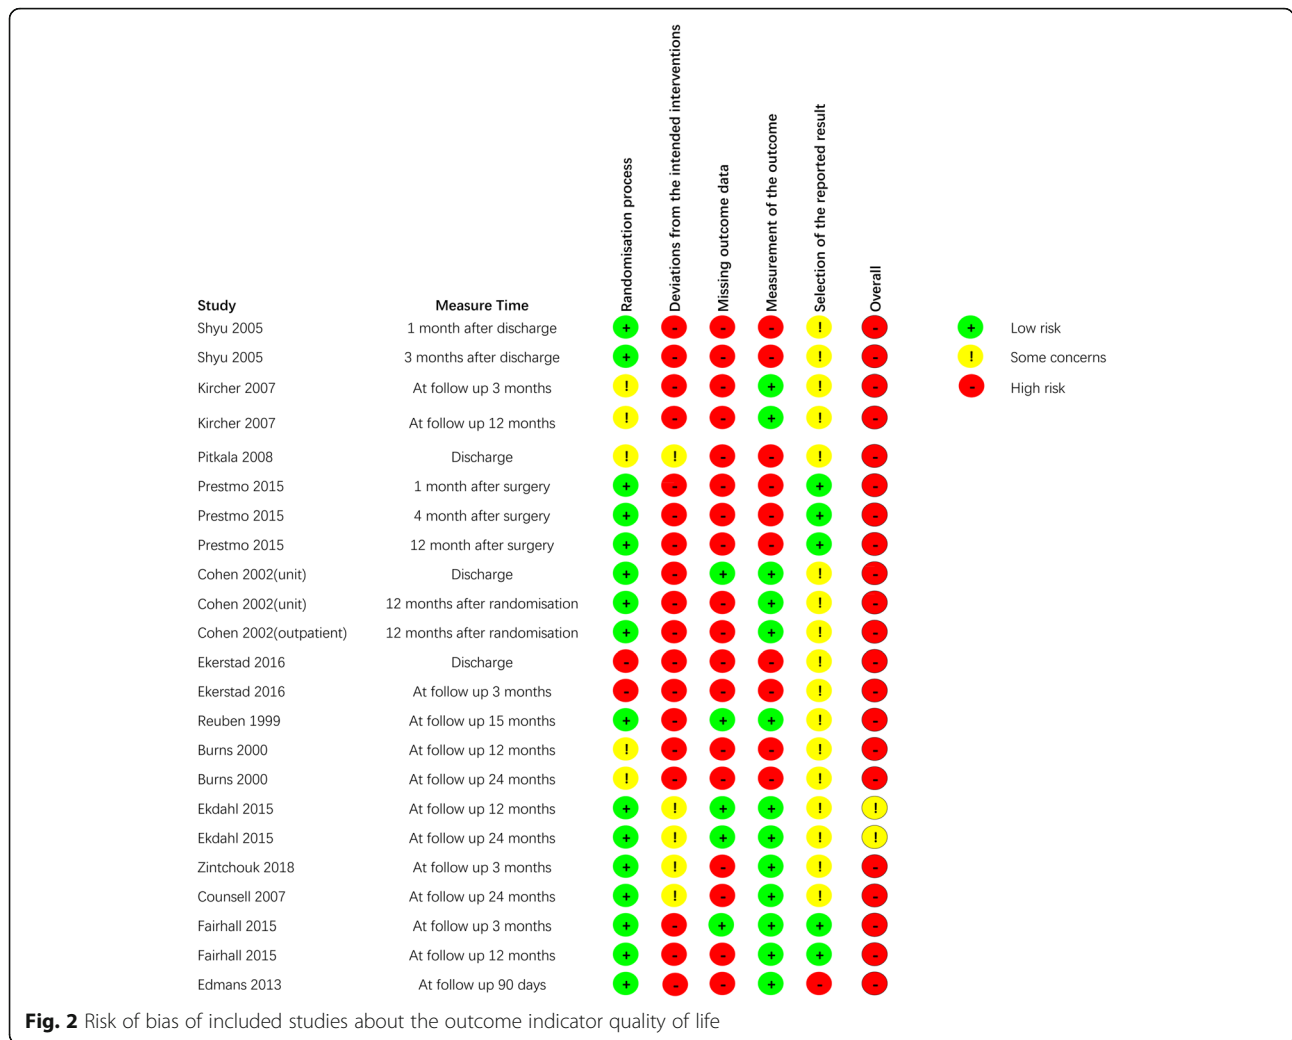 Randomisation process
Deviations from the intended interventions
Missing outcome data
Measurement of the outcome
Selection of the reported result
Overall
Study Measure Time
Shyu 2005 1 month after discharge + - - - ! -
Shyu 2005 3 months after discharge + - - - ! -
Kircher 2007 At follow up 3 months ! - - + ! -
Kircher 2007 At follow up 12 months ! - - + ! -
Pitkala 2008 Discharge ! ! - - ! -
Prestmo 2015 1 month after surgery + - - - + -
Prestmo 2015 4 month after surgery + - - - + -
Prestmo 2015 12 month after surgery + - - - + -
Cohen 2002(unit) Discharge + - + + ! -
Cohen 2002(unit) 12 months after randomisation + - - + ! -
Cohen 2002(outpatient) 12 months after randomisation + - - + ! -
Ekerstad 2016 Discharge - - - - ! -
Ekerstad 2016 At follow up 3 months - - - - ! -
Reuben 1999 At follow up 15 months + - + + ! -
Burns 2000 At follow up 12 months ! - - - ! -
Burns 2000 At follow up 24 months ! - - - ! -
Ekdahl 2015 At follow up 12 months + ! + + ! !
Ekdahl 2015 At follow up 24 months + ! + + ! !
Zintchouk 2018 At follow up 3 months + ! - + ! -
Counsell 2007 At follow up 24 months + ! - + ! -
Fairhall 2015 At follow up 3 months + - + + + -
Fairhall 2015 At follow up 12 months + - - + + -
Edmans 2013 At follow up 90 days + - - + - -
+ Low risk
! Some concerns
- High risk
Fig. 2 Risk of bias of included studies about the outcome indicator quality of life